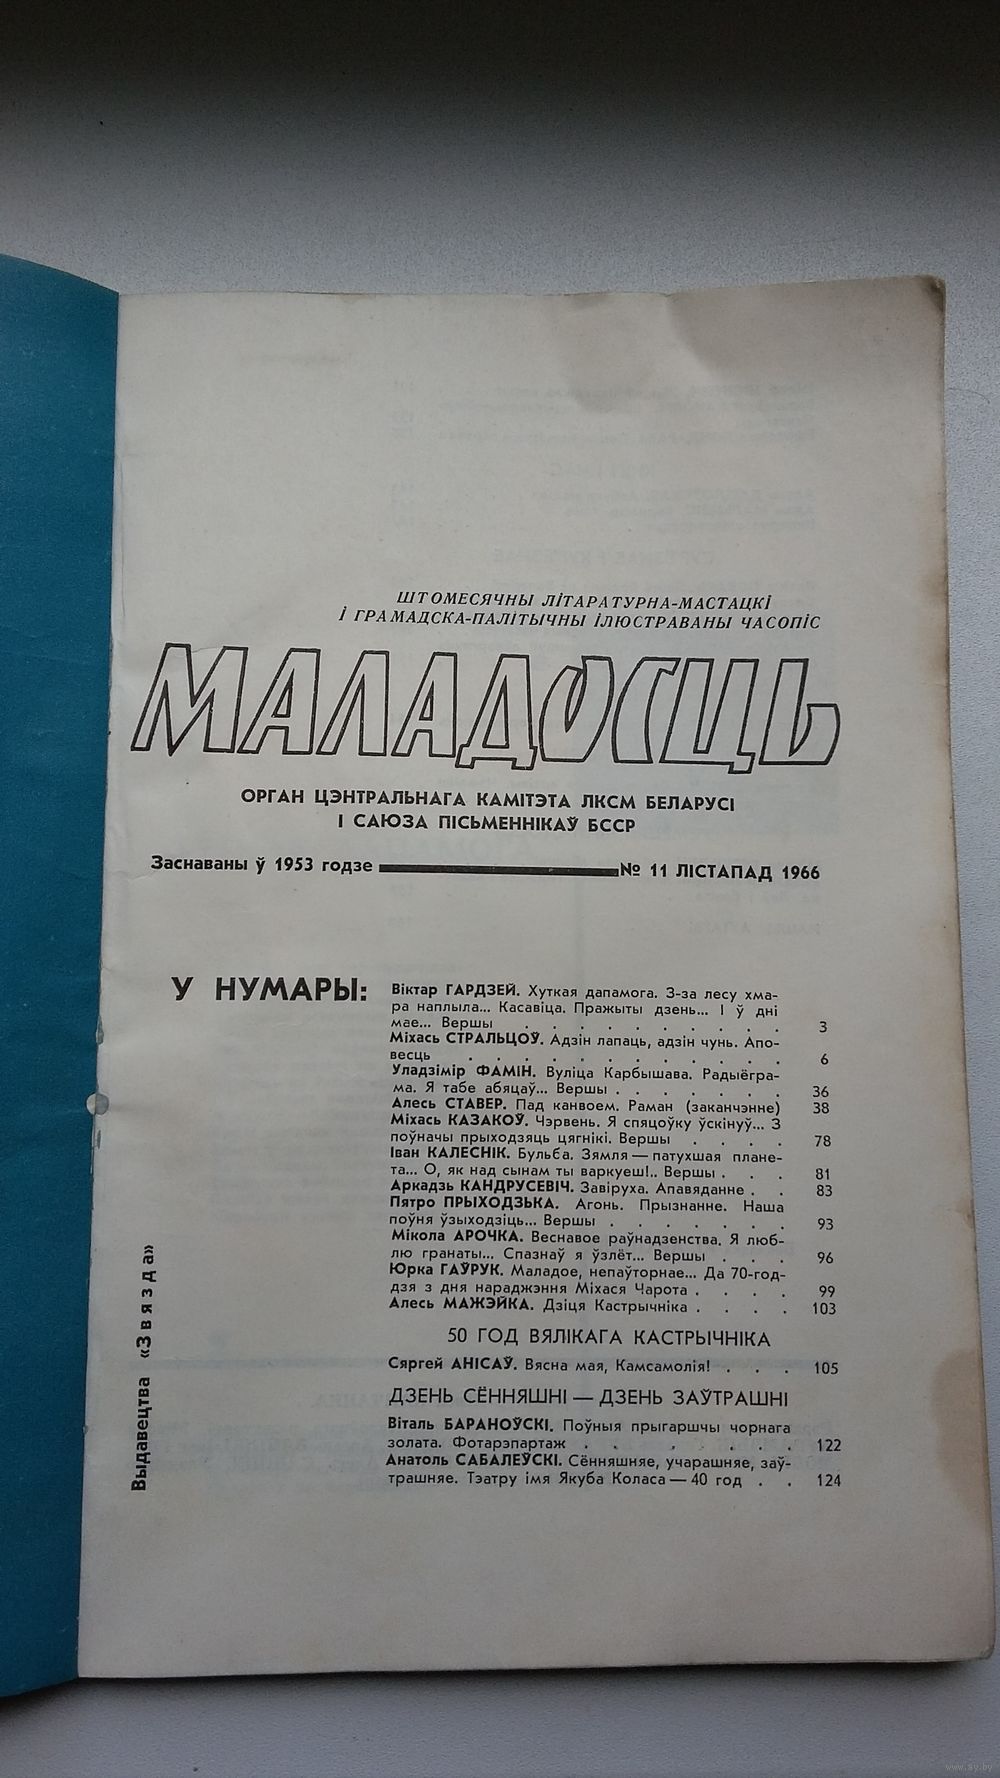 ШТОМЕСЯЧНЫ ЛІТАРАТУРНА-МАСТАЦКІ
І ГРАМАДСКА-ПАЛІТЫЧНЫ ІЛЮСТРАВАНЫ ЧАСОПІС
МАЛАДОСЦЬ
ОРГАН ЦЭНТРАЛЬНАГА КАМІТЭТА ЛКСМ БЕЛАРУСІ
І САЮЗА ПІСЬМЕННІКАЎ БССР
Заснаваны ў 1953 годзе № 11 ЛІСТАПАД 1966
У НУМАРЫ:
Віктар ГАРДЗЕЙ. Хуткая дапамога. З-за лесу хма-
ра наплыла... Касавіца. Пражыты дзень... І ў дні
мае... Вершы . . . . . . . . . . 3
Міхась СТРАЛЬЦОЎ. Адзін лапаць, адзін чунь. Апо-
весць . . . . . . . . . . . 6
Уладзімір ФАМІН. Вуліца Карбышава. Радыёгра-
ма. Я табе абяцаў... Вершы . . . . . . 36
Алесь СТАВЕР. Пад канвоем. Раман (заканчэнне) 38
Міхась КАЗАКОЎ. Чэрвень. Я спяцоўку ўскінуў... З
поўначы прыходзяць цягнікі. Вершы . . . . 78
Іван КАЛЕСНІК. Бульба. Зямля — патухшая плане-
та... О, як над сынам ты варкуеш!.. Вершы . . . 81
Аркадзь КАНДРУСЕВІЧ. Завіруха. Апавяданне . . 83
Пятро ПРЫХОДЗЬКА. Агонь. Прызнанне. Наша
поўня ўзыходзіць... Вершы . . . . . . 93
Мікола АРОЧКА. Веснавое раўнадзенства. Я люб-
лю гранаты... Спазнаў я ўзлёт... Вершы . . . 96
Юрка ГАЎРУК. Маладое, непаўторнае... Да 70-год-
дзя з дня нараджэння Міхася Чарота . . . . 99
Алесь МАЖЭЙКА. Дзіця Кастрычніка . . . . 103
50 ГОД ВЯЛІКАГА КАСТРЫЧНІКА
Сяргей АНІСАЎ. Вясна мая, Камсамолія! . . . 105
ДЗЕНЬ СЁННЯШНІ — ДЗЕНЬ ЗАЎТРАШНІ
Віталь БАРАНОЎСКІ. Поўныя прыгаршчы чорнага
золата. Фотарэпартаж . . . . . . . 122
Анатоль САБАЛЕЎСКІ. Сённяшняе, учарашняе, заў-
трашняе. Тэатру імя Якуба Коласа — 40 год . . 124
Выдавецтва «Звязда»
www.ay.by